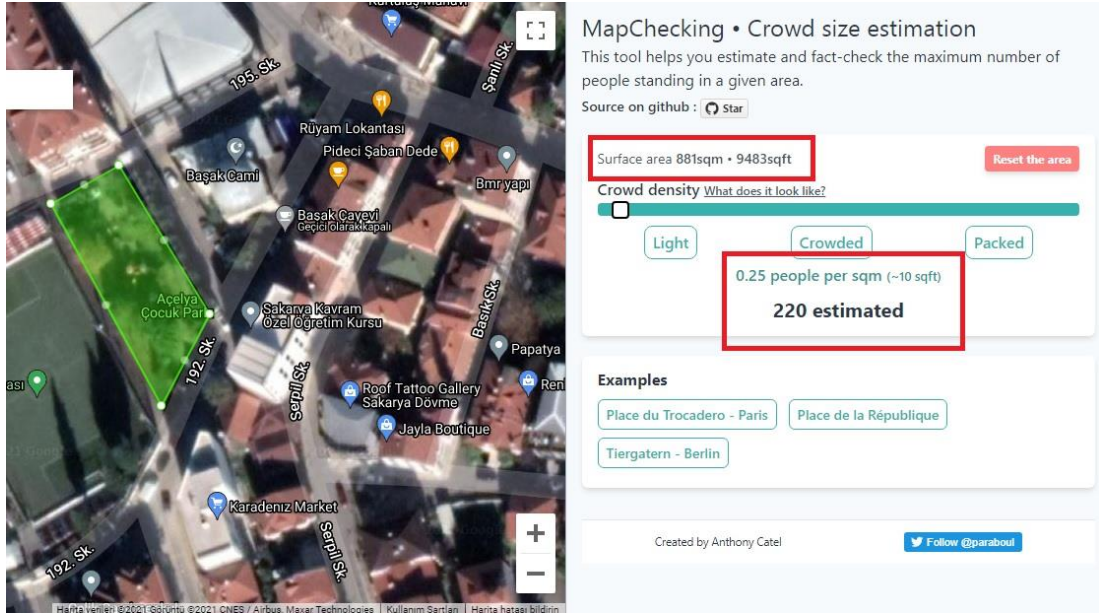 MapChecking • Crowd size estimation
This tool helps you estimate and fact-check the maximum number of
people standing in a given area.
Source on github : Star
Surface area 881sqm • 9483sqft
Reset the area
Crowd density What does it look like?
Light
Crowded
Packed
0.25 people per sqm (~10 sqft)
220 estimated
Examples
Place du Trocadero - Paris
Place de la République
Tiergatern - Berlin
Created by Anthony Catel
Follow @paraboul
Kurtuluş Manav
195. Sk.
Şanlı Sk.
Rüyam Lokantası
Pideci Şaban Dede
Başak Cami
Bmr yapı
Başak Çayevi
Geçici olarak kapalı
Açelya
Çocuk Par
Sakarya Kavram
Özel Öğretim Kursu
Basık Sk.
192. Sk.
Papatya
ası
Serpil Sk.
Roof Tattoo Gallery
Sakarya Dövme
Ren
Jayla Boutique
Karadeniz Market
Serpil Sk.
192. Sk.
Harita verileri ©2021 Görüntü ©2021 CNES / Airbus, Maxar Technologies
Kullanım Şartları
Harita hatası bildirin